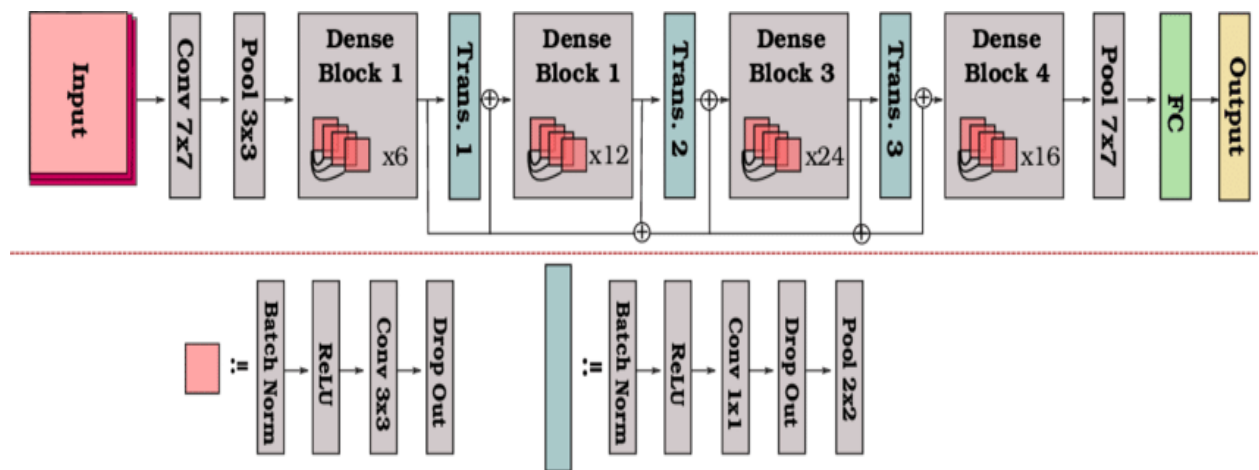 Input
Conv 7x7
Pool 3x3
Dense
Block 1
x6
Trans. 1
Dense
Block 1
x12
Trans. 2
Dense
Block 3
x24
Trans. 3
Dense
Block 4
x16
Pool 7x7
FC
Output
:=
Batch Norm
ReLU
Conv 3x3
Drop Out
:=
Batch Norm
ReLU
Conv 1x1
Drop Out
Pool 2x2